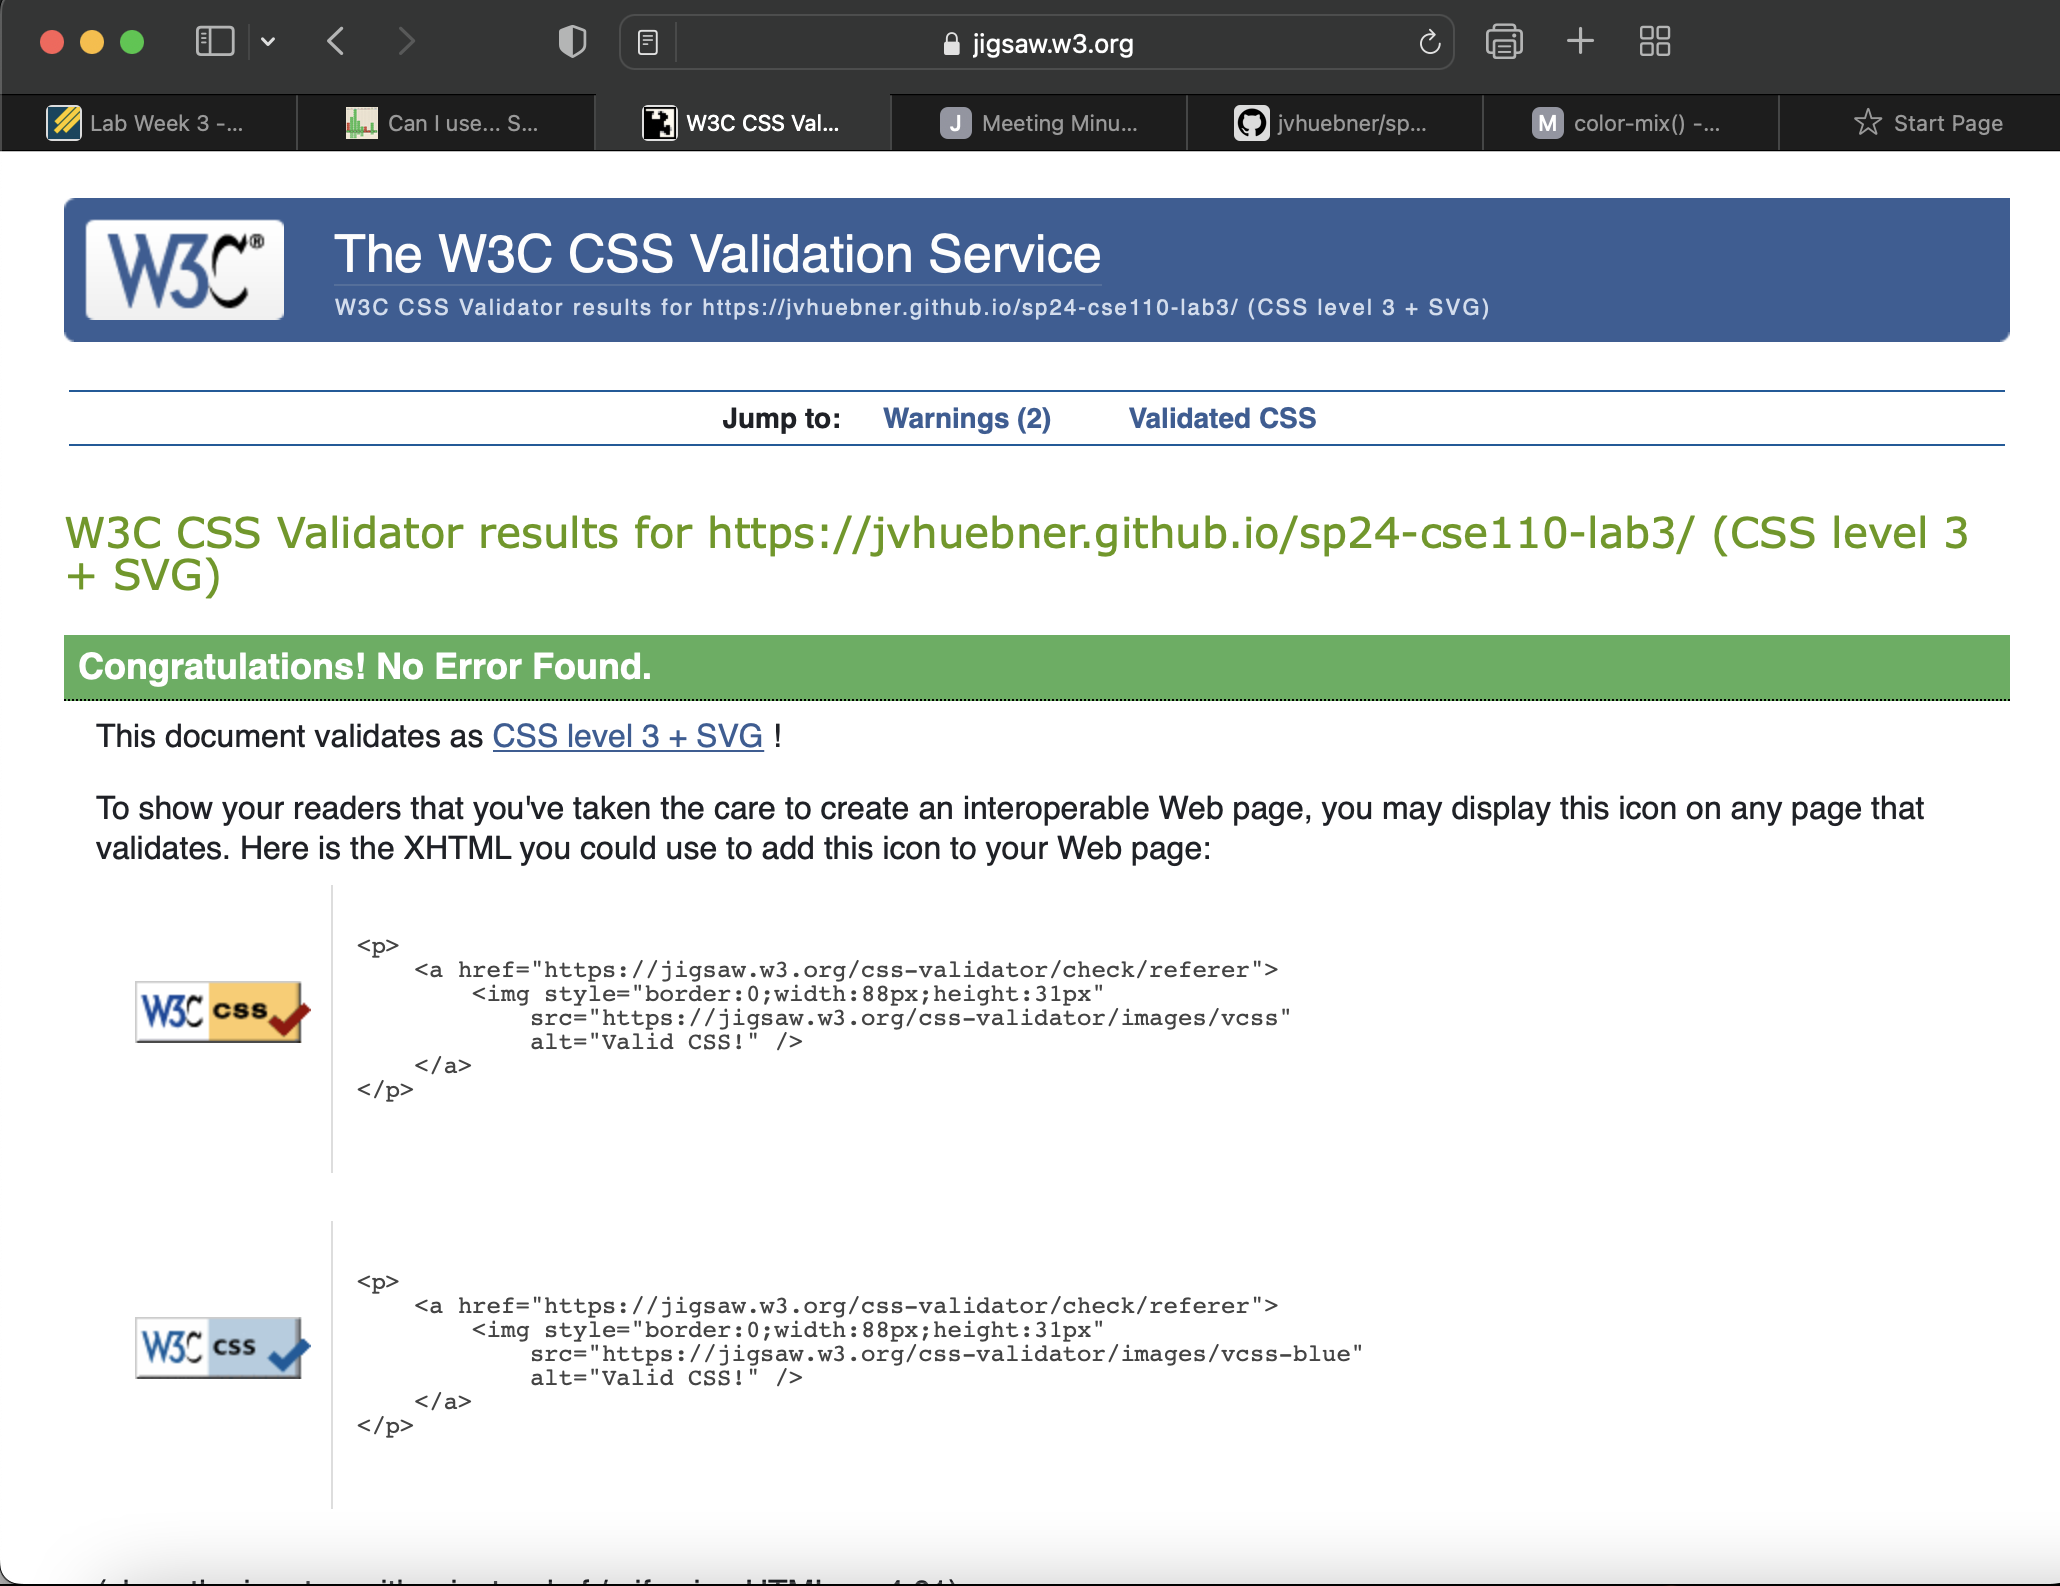 jigsaw.w3.org
Lab Week 3 -... Can I use... S... W3C CSS Val... J Meeting Minu... jvhuebner/sp... M color-mix() -... Start Page
W3C®
The W3C CSS Validation Service
W3C CSS Validator results for https://jvhuebner.github.io/sp24-cse110-lab3/ (CSS level 3 + SVG)
Jump to: Warnings (2) Validated CSS
W3C CSS Validator results for https://jvhuebner.github.io/sp24-cse110-lab3/ (CSS level 3
+ SVG)
Congratulations! No Error Found.
This document validates as CSS level 3 + SVG !
To show your readers that you've taken the care to create an interoperable Web page, you may display this icon on any page that
validates. Here is the XHTML you could use to add this icon to your Web page:
<p>
<a href="https://jigsaw.w3.org/css-validator/check/referer">
<img style="border:0;width:88px;height:31px"
W3C css
src="https://jigsaw.w3.org/css-validator/images/vcss"
alt="Valid CSS!" />
</a>
</p>
<p>
<a href="https://jigsaw.w3.org/css-validator/check/referer">
<img style="border:0;width:88px;height:31px"
W3C css
src="https://jigsaw.w3.org/css-validator/images/vcss-blue"
alt="Valid CSS!" />
</a>
</p>